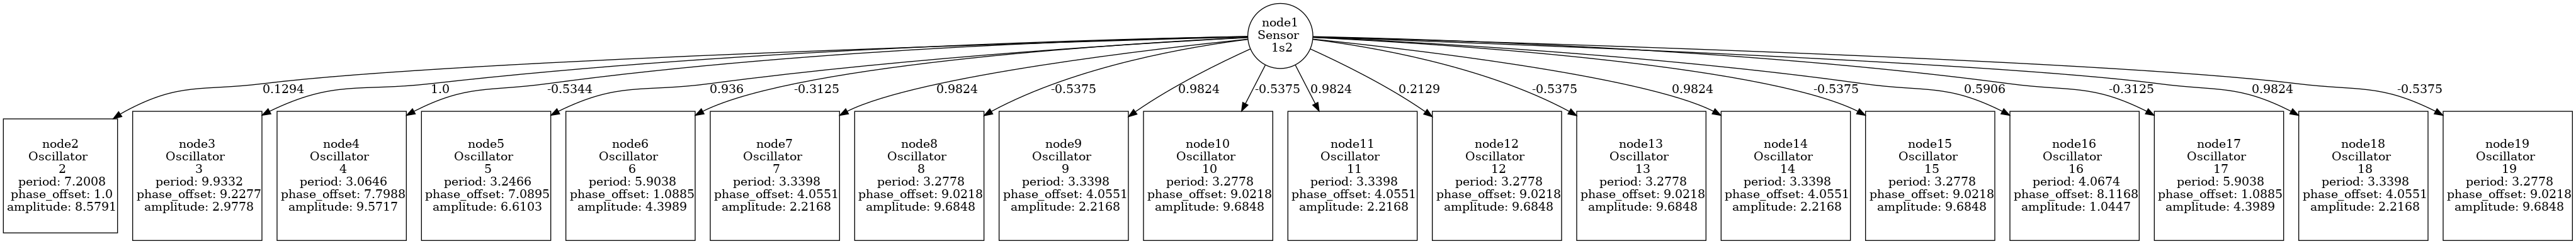 node1
Sensor
1s2
0.1294
1.0
-0.5344
0.936
-0.3125
0.9824
-0.5375
0.9824
-0.5375
0.9824
0.2129
-0.5375
0.9824
-0.5375
0.5906
-0.3125
0.9824
-0.5375
node2
Oscillator
2
period: 7.2008
phase_offset: 1.0
amplitude: 8.5791
node3
Oscillator
3
period: 9.9332
phase_offset: 9.2277
amplitude: 2.9778
node4
Oscillator
4
period: 3.0646
phase_offset: 7.7988
amplitude: 9.5717
node5
Oscillator
5
period: 3.2466
phase_offset: 7.0895
amplitude: 6.6103
node6
Oscillator
6
period: 5.9038
phase_offset: 1.0885
amplitude: 4.3989
node7
Oscillator
7
period: 3.3398
phase_offset: 4.0551
amplitude: 2.2168
node8
Oscillator
8
period: 3.2778
phase_offset: 9.0218
amplitude: 9.6848
node9
Oscillator
9
period: 3.3398
phase_offset: 4.0551
amplitude: 2.2168
node10
Oscillator
10
period: 3.2778
phase_offset: 9.0218
amplitude: 9.6848
node11
Oscillator
11
period: 3.3398
phase_offset: 4.0551
amplitude: 2.2168
node12
Oscillator
12
period: 3.2778
phase_offset: 9.0218
amplitude: 9.6848
node13
Oscillator
13
period: 3.2778
phase_offset: 9.0218
amplitude: 9.6848
node14
Oscillator
14
period: 3.3398
phase_offset: 4.0551
amplitude: 2.2168
node15
Oscillator
15
period: 3.2778
phase_offset: 9.0218
amplitude: 9.6848
node16
Oscillator
16
period: 4.0674
phase_offset: 8.1168
amplitude: 1.0447
node17
Oscillator
17
period: 5.9038
phase_offset: 1.0885
amplitude: 4.3989
node18
Oscillator
18
period: 3.3398
phase_offset: 4.0551
amplitude: 2.2168
node19
Oscillator
19
period: 3.2778
phase_offset: 9.0218
amplitude: 9.6848